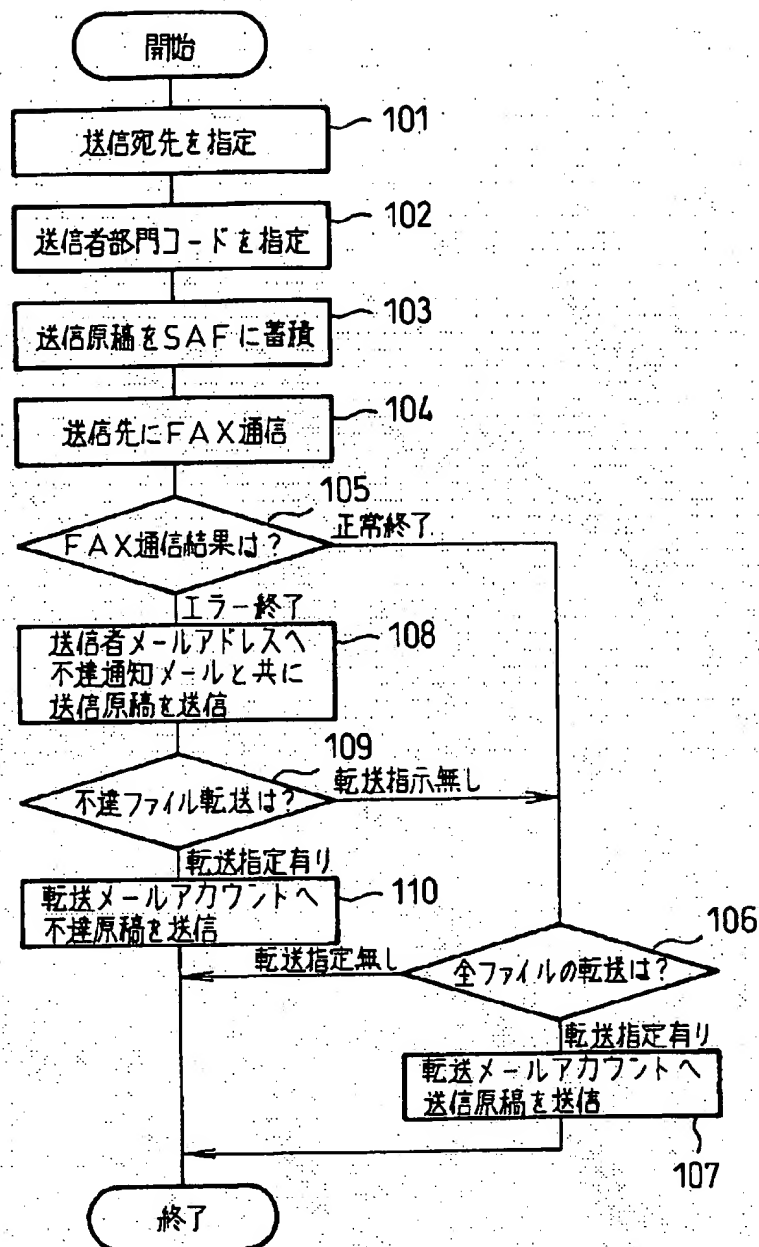 開始
送信宛先を指定
101
送信者部門コードを指定
102
送信原稿をSAFに蓄積
103
送信先にFAX通信
104
105
FAX通信結果は?
正常終了
エラー終了
送信者メールアドレスへ
不達通知メールと共に
送信原稿を送信
108
109
不達ファイル転送は?
転送指示無し
転送指定有り
転送メールアカウントへ
不達原稿を送信
110
106
全ファイルの転送は?
転送指定無し
転送指定有り
転送メールアカウントへ
送信原稿を送信
107
終了